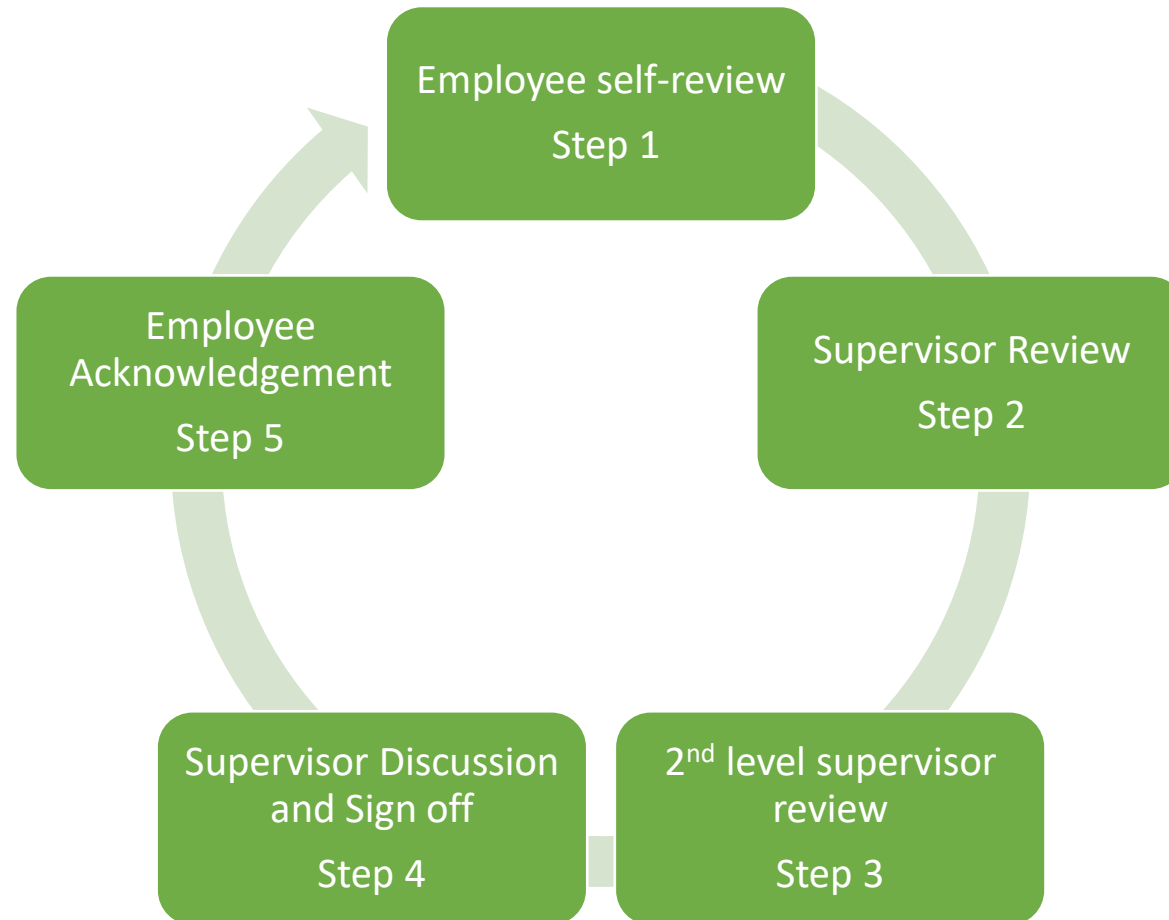 Employee self-review
Step 1
Supervisor Review
Step 2
2nd level supervisor
review
Step 3
Supervisor Discussion
and Sign off
Step 4
Employee
Acknowledgement
Step 5